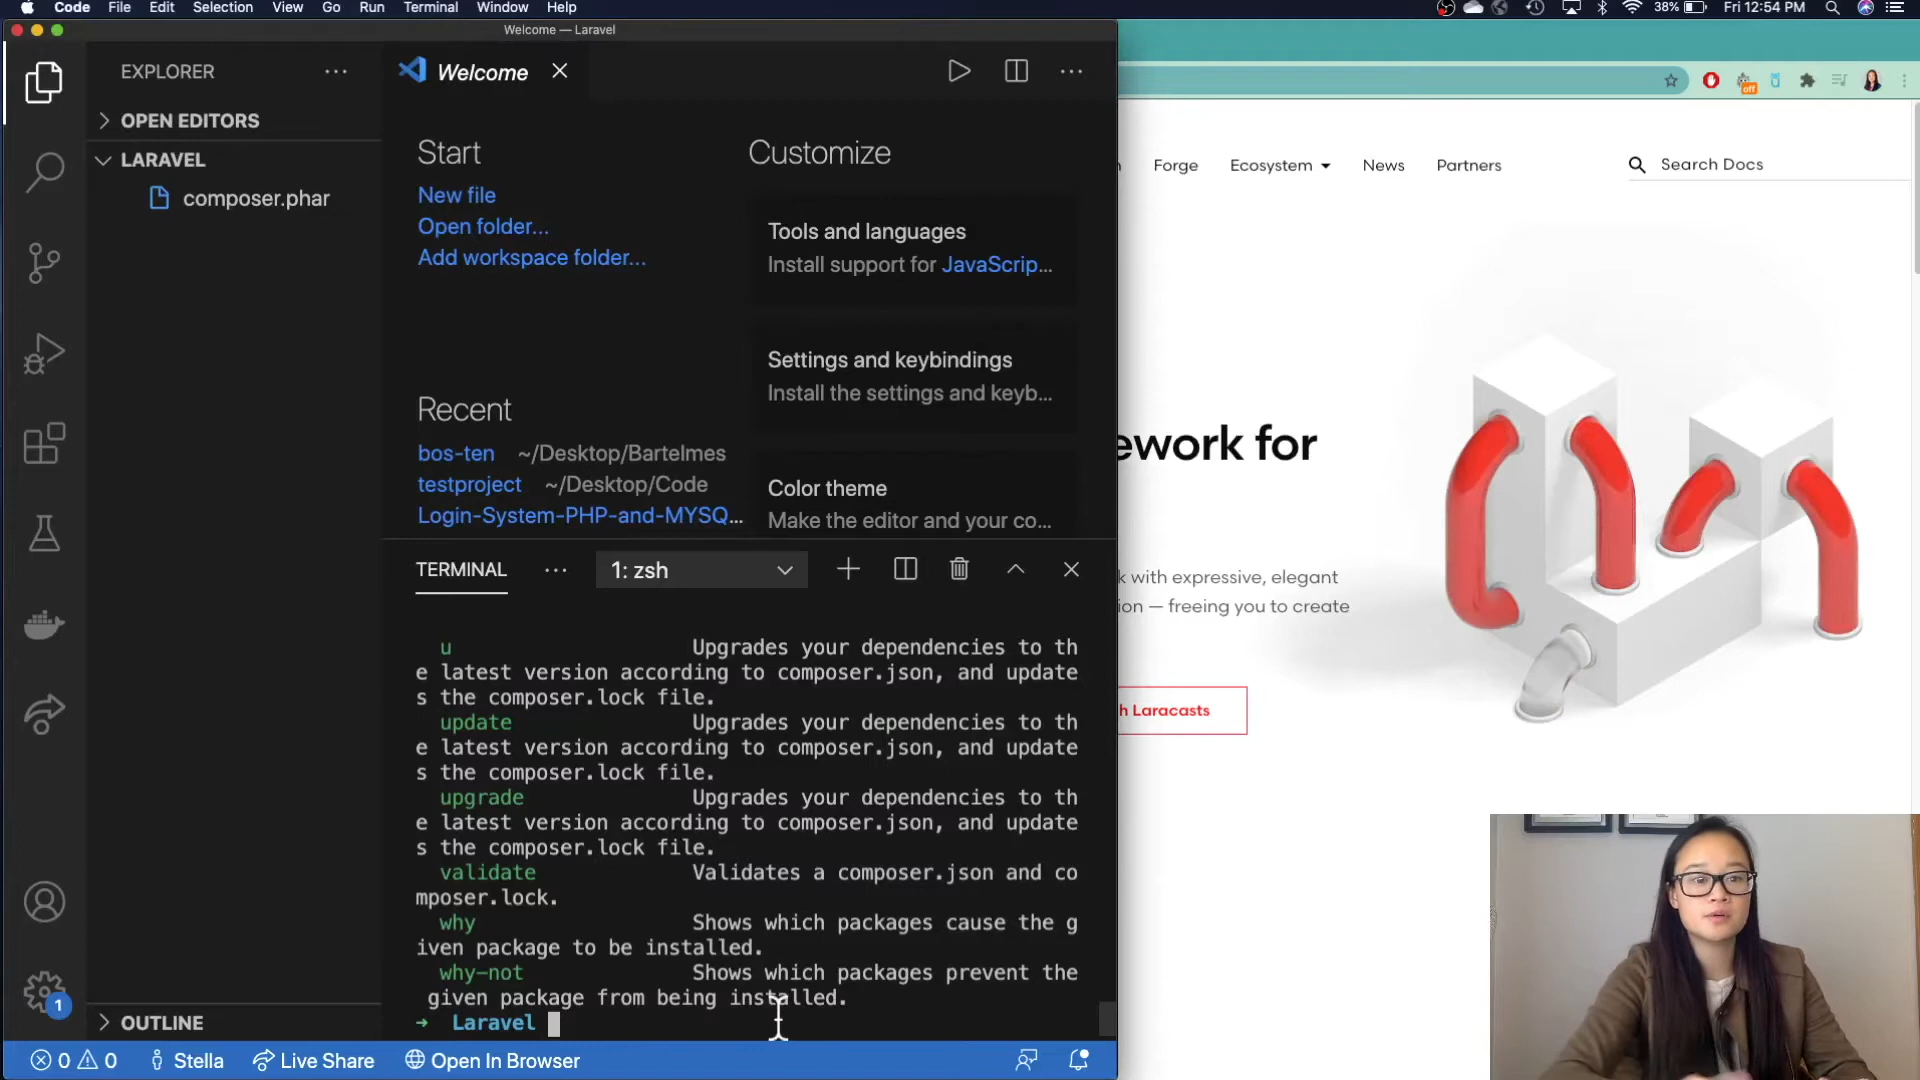 Code File Edit Selection View Go Run Terminal Window Help
38% Fri 12:54 PM
Welcome — Laravel
EXPLORER
OPEN EDITORS
LARAVEL
composer.phar
OUTLINE
Welcome
Start
New file
Open folder...
Add workspace folder...
Recent
bos-ten ~/Desktop/Bartelmes
testproject ~/Desktop/Code
Login-System-PHP-and-MYSQ...
Customize
Tools and languages
Install support for JavaScrip...
Settings and keybindings
Install the settings and keyb...
Color theme
Make the editor and your co...
TERMINAL
1: zsh
u Upgrades your dependencies to th
e latest version according to composer.json, and update
s the composer.lock file.
update Upgrades your dependencies to th
e latest version according to composer.json, and update
s the composer.lock file.
upgrade Upgrades your dependencies to th
e latest version according to composer.json, and update
s the composer.lock file.
validate Validates a composer.json and co
mposer.lock.
why Shows which packages cause the g
iven package to be installed.
why-not Shows which packages prevent the
given package from being installed.
→ Laravel
1
0 0 Stella Live Share Open In Browser
off
Forge Ecosystem News Partners
Search Docs
ework for
k with expressive, elegant
ion — freeing you to create
h Laracasts